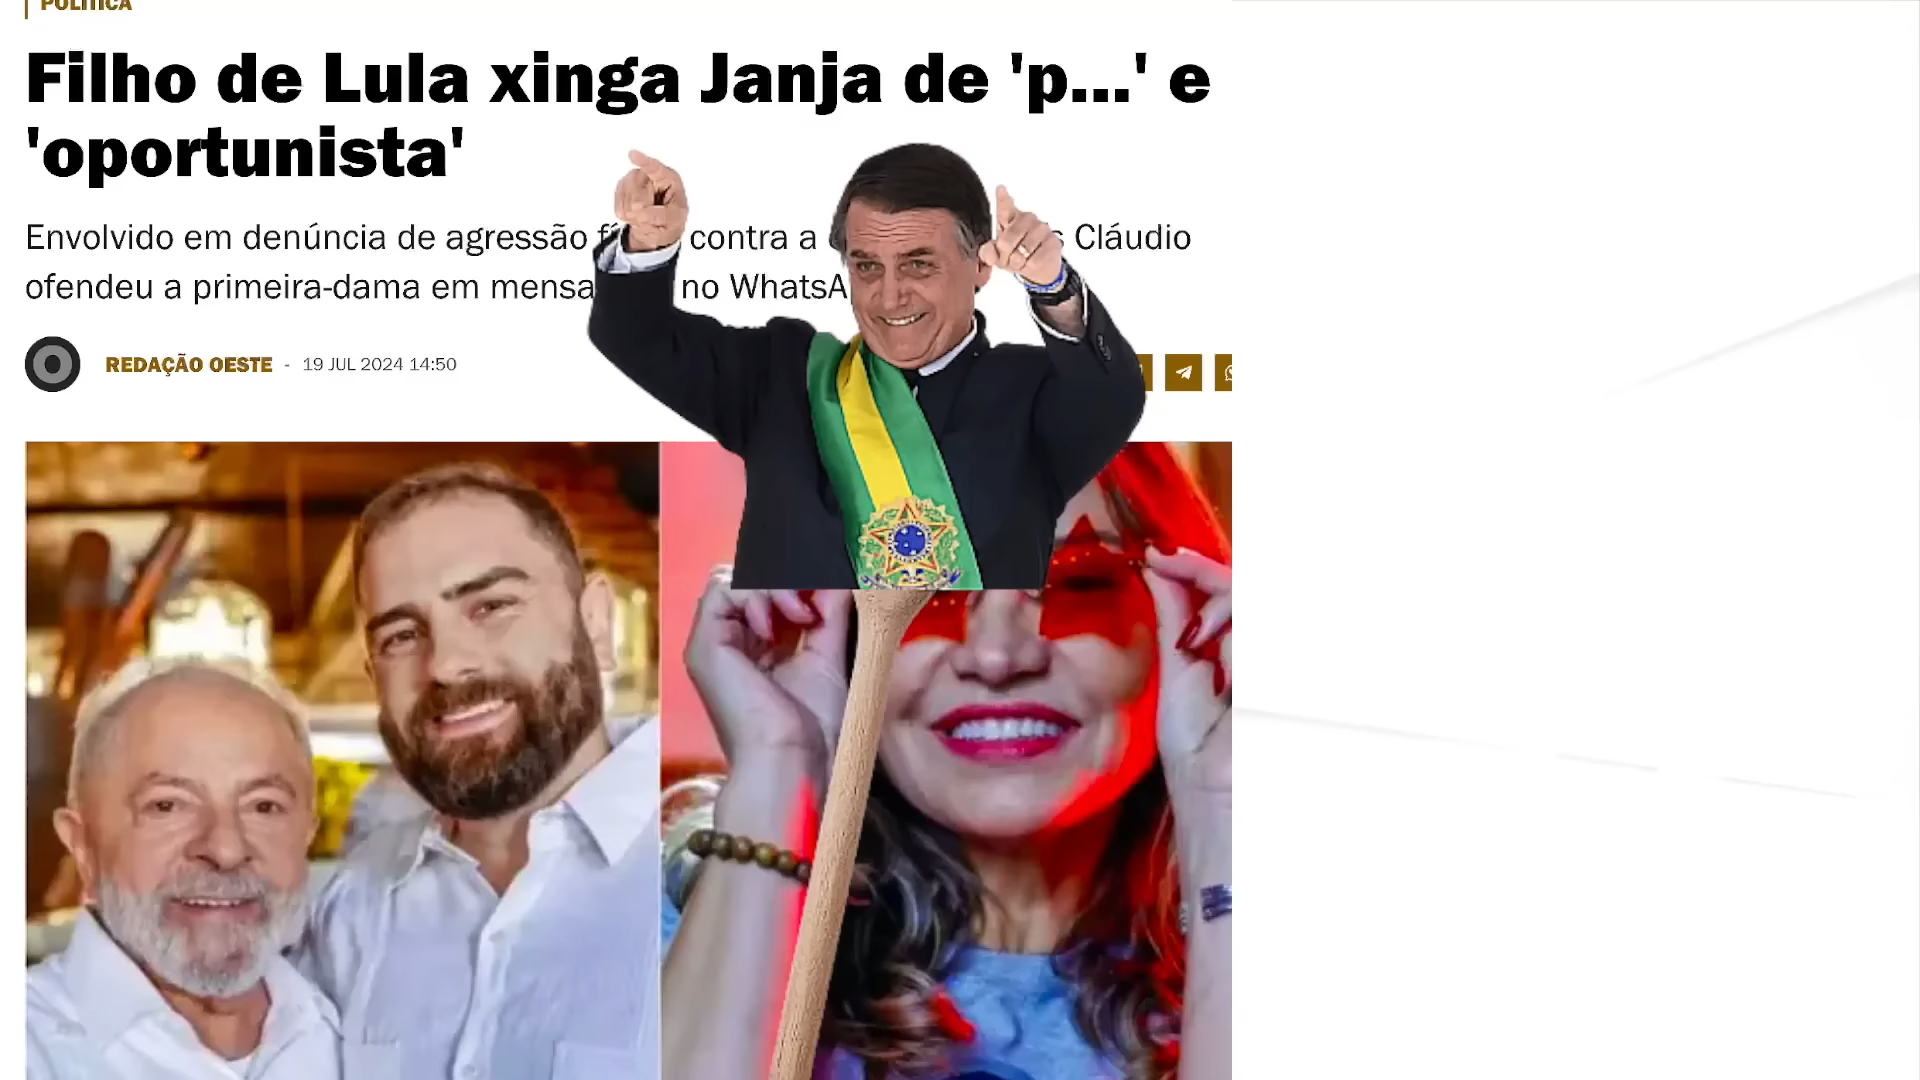 POLÍTICA
Filho de Lula xinga Janja de 'p...' e
'oportunista'
Envolvido em denúncia de agressão contra a Cláudio
ofendeu a primeira-dama em mensa no WhatsA
REDAÇÃO OESTE - 19 JUL 2024 14:50